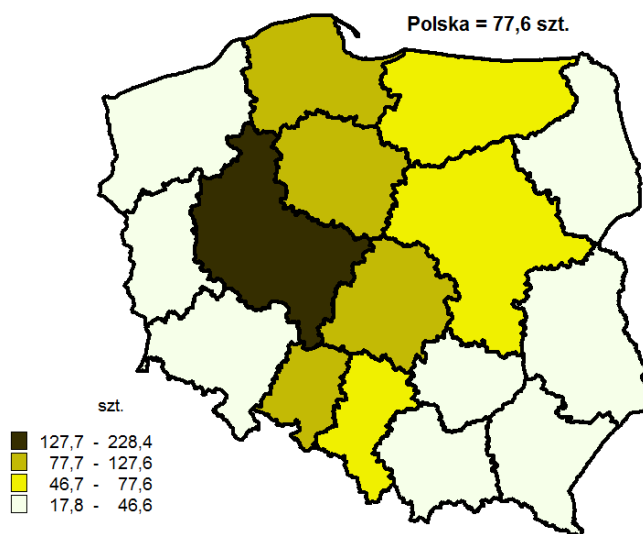 Polska = 77,6 szt.
szt.
127,7 - 228,4
77,7 - 127,6
46,7 - 77,6
17,8 - 46,6